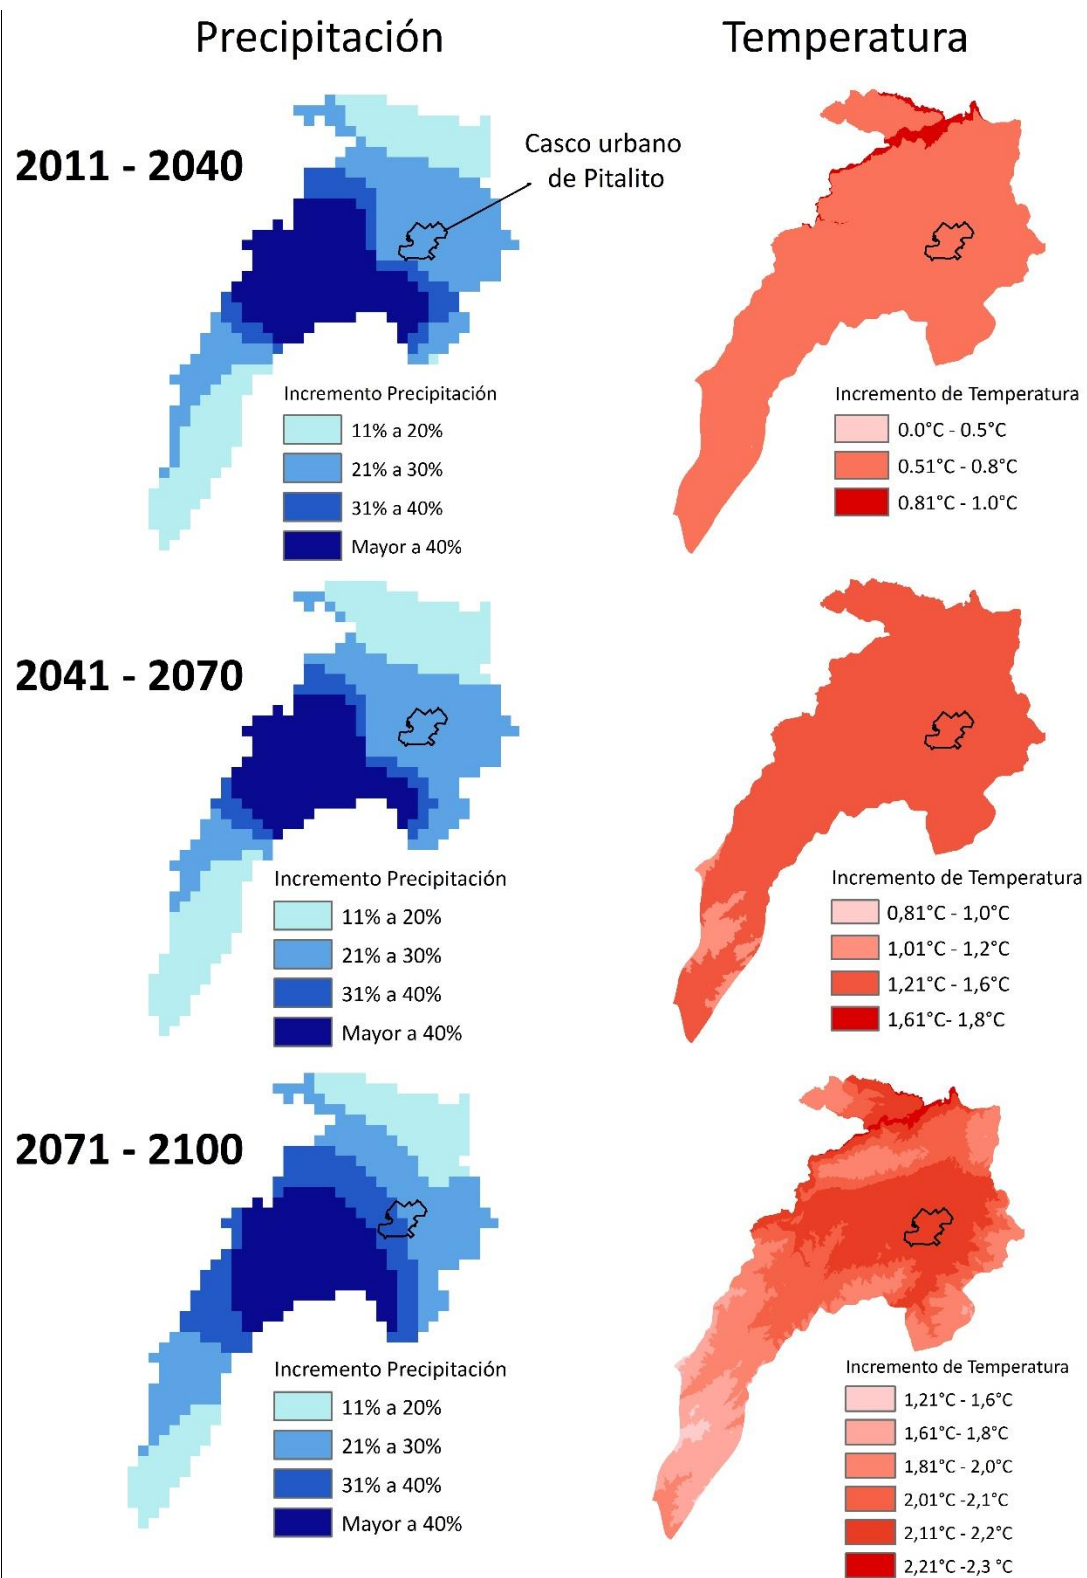 Precipitación
Temperatura
2011 - 2040
Casco urbano
de Pitalito
Incremento Precipitación
11% a 20%
21% a 30%
31% a 40%
Mayor a 40%
Incremento de Temperatura
0.0°C - 0.5°C
0.51°C - 0.8°C
0.81°C - 1.0°C
2041 - 2070
Incremento Precipitación
11% a 20%
21% a 30%
31% a 40%
Mayor a 40%
Incremento de Temperatura
0,81°C - 1,0°C
1,01°C - 1,2°C
1,21°C - 1,6°C
1,61°C- 1,8°C
2071 - 2100
Incremento Precipitación
11% a 20%
21% a 30%
31% a 40%
Mayor a 40%
Incremento de Temperatura
1,21°C - 1,6°C
1,61°C- 1,8°C
1,81°C - 2,0°C
2,01°C -2,1°C
2,11°C - 2,2°C
2,21°C -2,3 °C